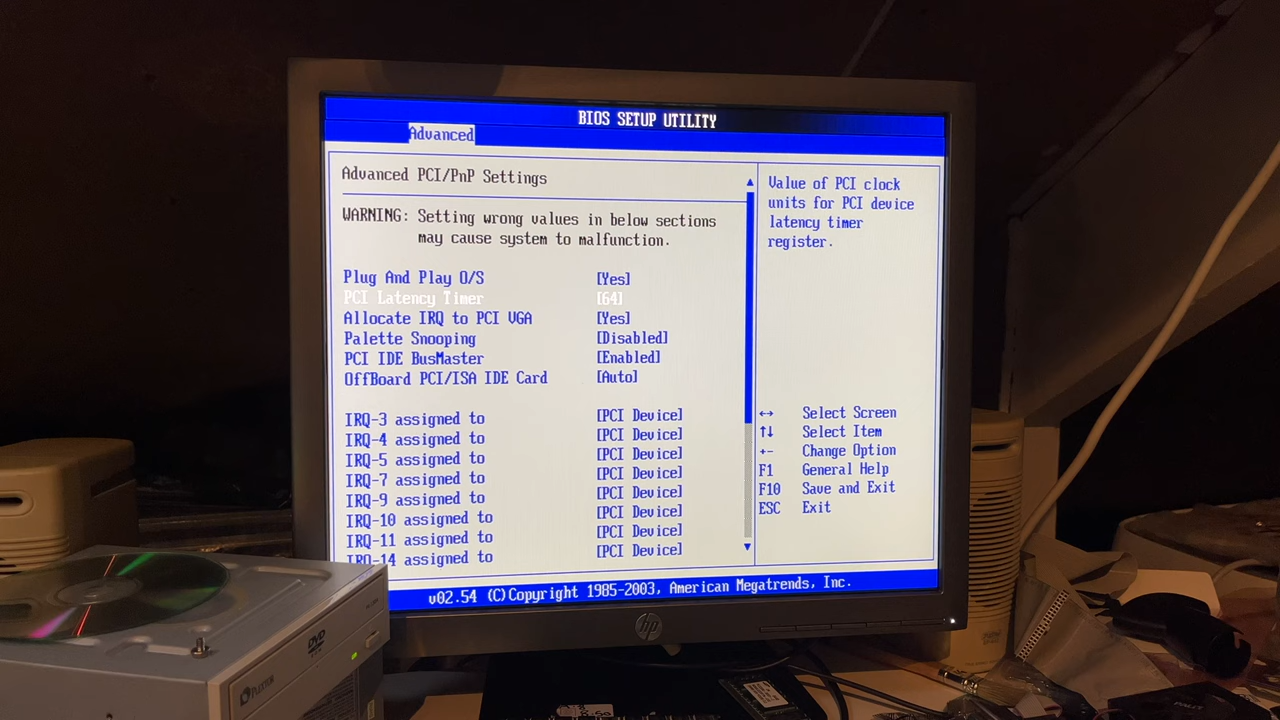 BIOS SETUP UTILITY
Advanced
Advanced PCI/PnP Settings
WARNING: Setting wrong values in below sections
may cause system to malfunction.
Plug And Play O/S [Yes]
PCI Latency Timer [64]
Allocate IRQ to PCI VGA [Yes]
Palette Snooping [Disabled]
PCI IDE BusMaster [Enabled]
OffBoard PCI/ISA IDE Card [Auto]
IRQ-3 assigned to [PCI Device]
IRQ-4 assigned to [PCI Device]
IRQ-5 assigned to [PCI Device]
IRQ-7 assigned to [PCI Device]
IRQ-9 assigned to [PCI Device]
IRQ-10 assigned to [PCI Device]
IRQ-11 assigned to [PCI Device]
IRQ-14 assigned to [PCI Device]
Value of PCI clock
units for PCI device
latency timer
register.
↔ Select Screen
↑↓ Select Item
+- Change Option
F1 General Help
F10 Save and Exit
ESC Exit
v02.54 (C)Copyright 1985-2003, American Megatrends, Inc.
hp
DVD
PLEXTOR